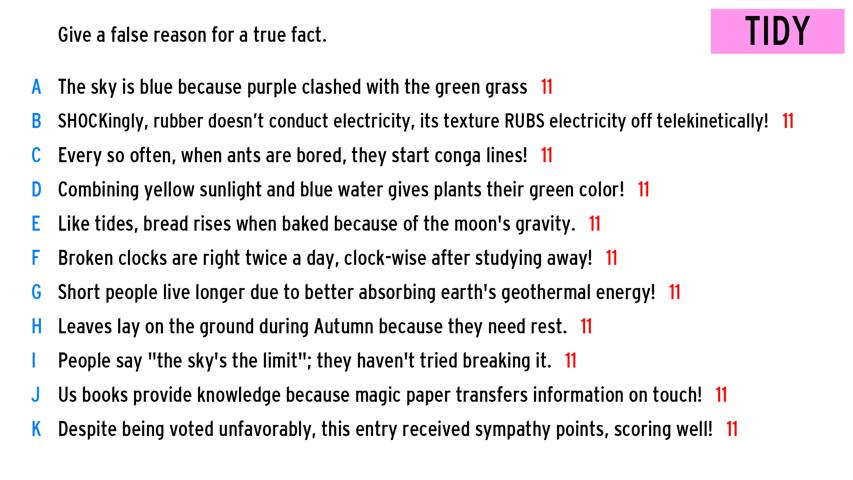 Give a false reason for a true fact.
TIDY
A The sky is blue because purple clashed with the green grass 11
B SHOCKingly, rubber doesn't conduct electricity, its texture RUBS electricity off telekinetically! 11
C Every so often, when ants are bored, they start conga lines! 11
D Combining yellow sunlight and blue water gives plants their green color! 11
E Like tides, bread rises when baked because of the moon's gravity. 11
F Broken clocks are right twice a day, clock-wise after studying away! 11
G Short people live longer due to better absorbing earth's geothermal energy! 11
H Leaves lay on the ground during Autumn because they need rest. 11
I People say "the sky's the limit"; they haven't tried breaking it. 11
J Us books provide knowledge because magic paper transfers information on touch! 11
K Despite being voted unfavorably, this entry received sympathy points, scoring well! 11